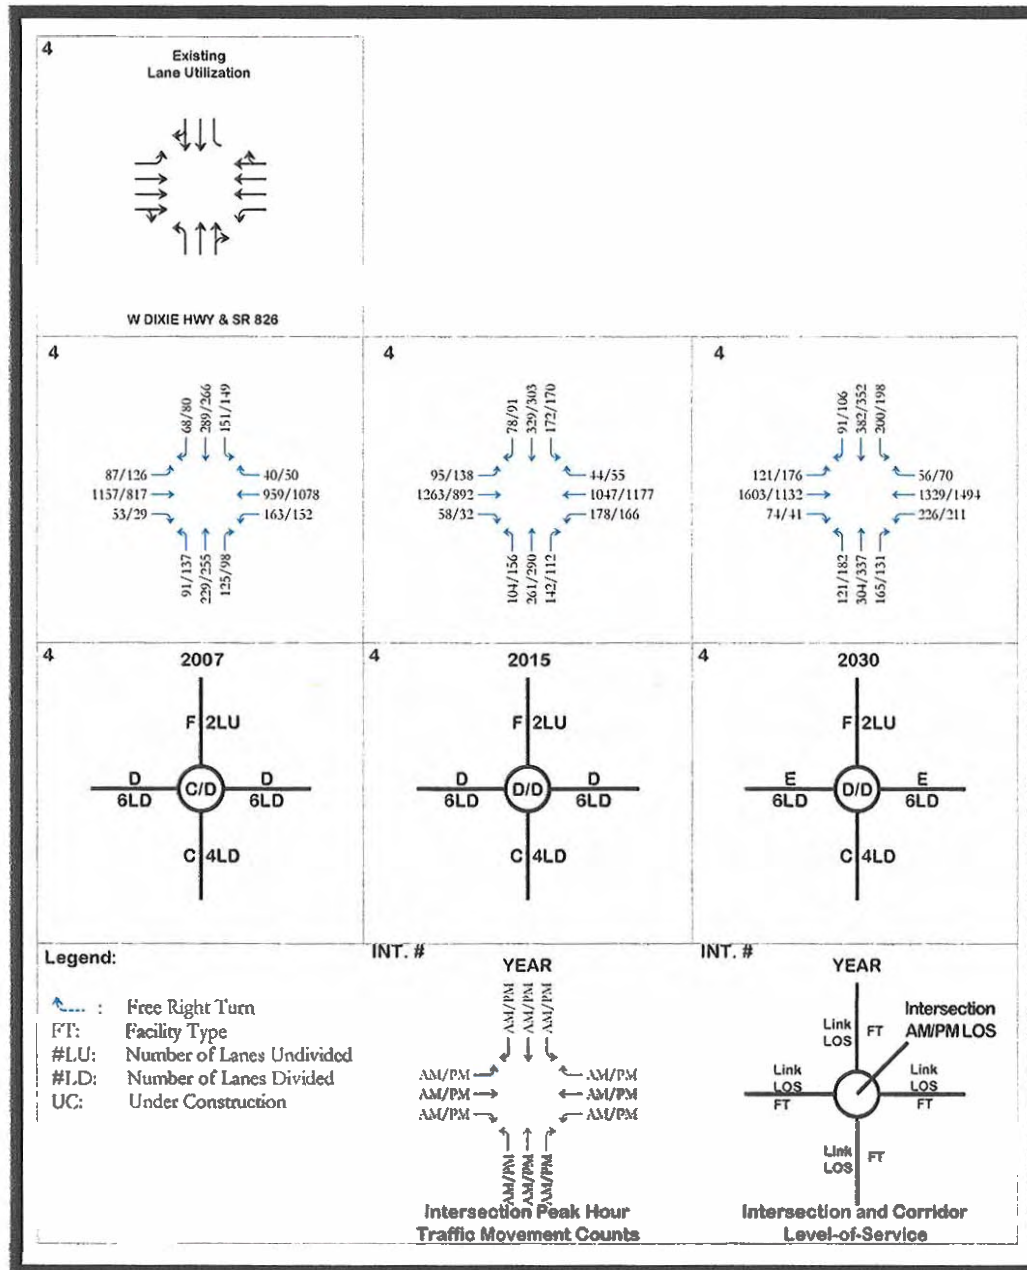 4
Existing
Lane Utilization
W DIXIE HWY & SR 826
4
68/80
289/266
151/149
87/126
1157/817
53/29
40/50
959/1078
163/152
91/137
229/255
125/98
4
78/91
329/303
172/170
95/138
1263/892
58/32
44/55
1047/1177
178/166
104/156
261/290
142/112
4
91/106
382/352
200/198
121/176
1603/1132
74/41
56/70
1329/1494
226/211
121/182
304/337
165/131
4
2007
F 2LU
D
6LD
C/D
D
6LD
C 4LD
4
2015
F 2LU
D
6LD
D/D
D
6LD
C 4LD
4
2030
F 2LU
E
6LD
D/D
E
6LD
C 4LD
Legend:
: Free Right Turn
FT: Facility Type
#LU: Number of Lanes Undivided
#LD: Number of Lanes Divided
UC: Under Construction
INT. #
YEAR
AM/PM
AM/PM
AM/PM
AM/PM
AM/PM
AM/PM
AM/PM
AM/PM
AM/PM
AM/PM
AM/PM
AM/PM
Intersection Peak Hour
Traffic Movement Counts
INT. #
YEAR
Link
LOS
FT
Intersection
AM/PM LOS
Link
LOS
FT
Link
LOS
FT
Link
LOS
FT
Intersection and Corridor
Level-of-Service